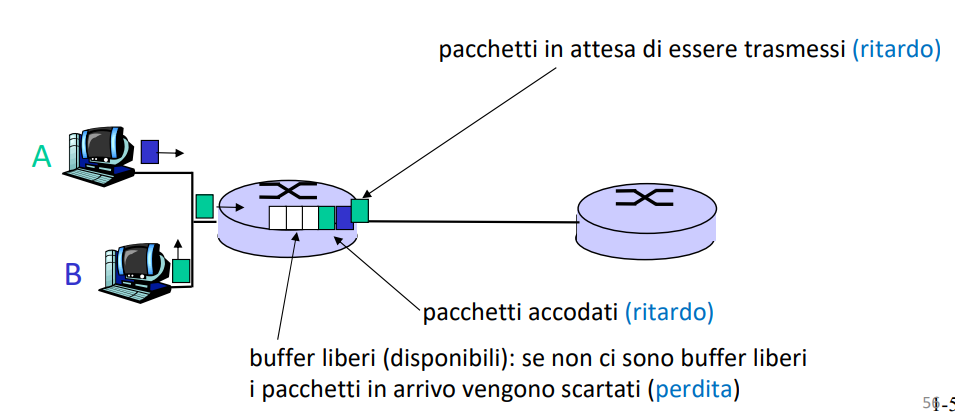 pacchetti in attesa di essere trasmessi (ritardo)
A
B
pacchetti accodati (ritardo)
buffer liberi (disponibili): se non ci sono buffer liberi
i pacchetti in arrivo vengono scartati (perdita)
1-5